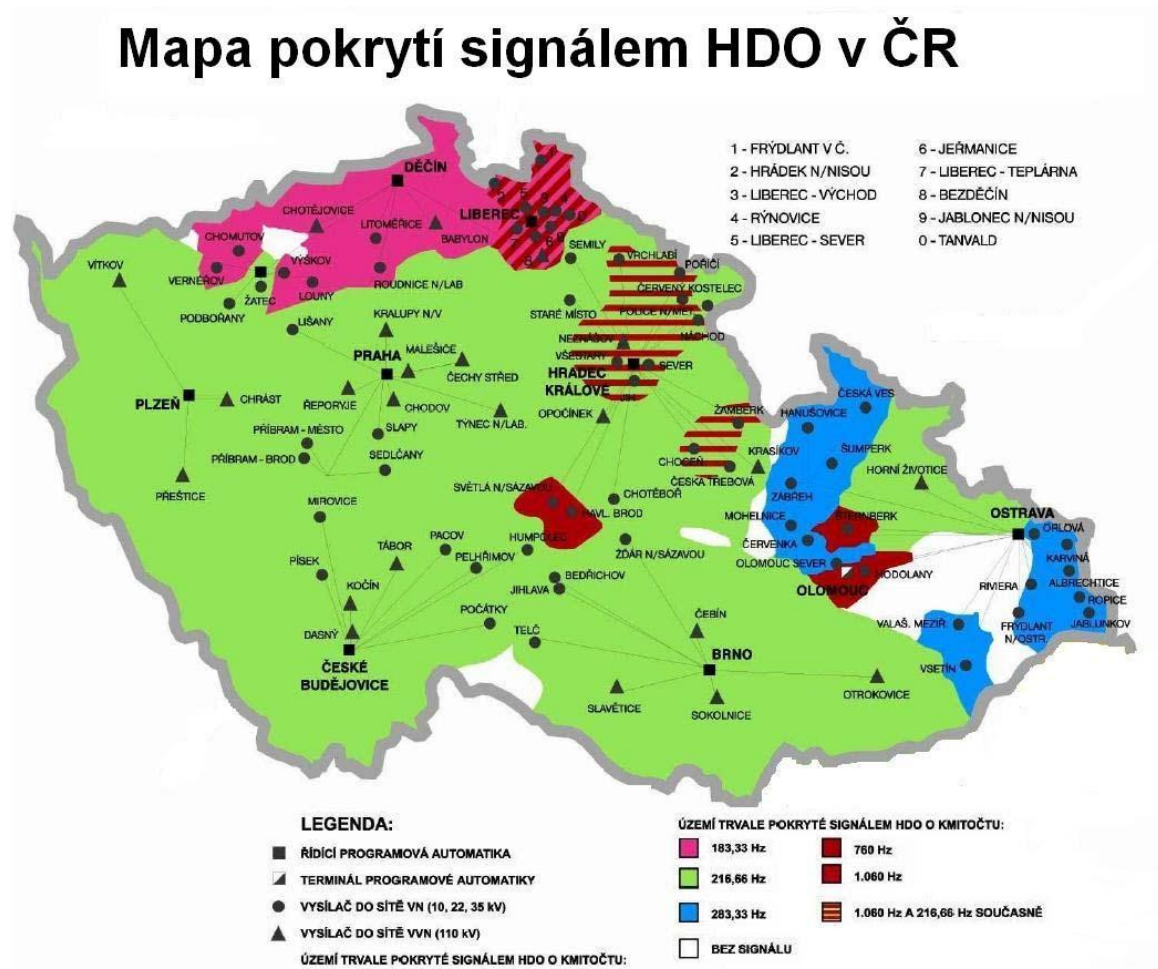 Mapa pokrytí signálem HDO v ČR
1 - FRÝDLANT V Č.
2 - HRÁDEK N/NISOU
3 - LIBEREC - VÝCHOD
4 - RÝNOVICE
5 - LIBEREC - SEVER
6 - JEŘMANICE
7 - LIBEREC - TEPLÁRNA
8 - BEZDĚČÍN
9 - JABLONEC N/NISOU
0 - TANVALD
DĚČÍN
CHOTĚJOVICE
LITOMĚŘICE
LIBEREC
BABYLON
CHOMUTOV
SEMILY
VRCHLABÍ
POŘÍČÍ
VÍTKOV
VERNÉŘOV
VÝŠKOV
ROUDNICE N/LAB
ČERVENÝ KOSTELEC
ŽATEC
LOUNY
PODBOŘANY
STARÉ MÍSTO
POLICE N/MET
KRALUPY N/V
LIŠANY
NÁCHOD
NEZNÁŠOV
MALEŠICE
PRAHA
VŠESTARY
SEVER
ČECHY STŘED
HRADEC
KRÁLOVÉ
JIH
ČESKÁ VES
PLZEŇ
CHRÁST
ŘEPORYJE
CHODOV
TÝNEC N/LAB.
OPOČÍNEK
ŽAMBERK
HANUŠOVICE
SLAPY
PŘÍBRAM - MĚSTO
PŘÍBRAM - BROD
SEDLČANY
CHOCEŇ
KRASÍKOV
ŠUMPERK
HORNÍ ŽIVOTICE
ČESKÁ TŘEBOVÁ
PŘEŠTICE
SVĚTLÁ N/SÁZAVOU
CHOTĚBOŘ
ZÁBŘEH
MIROVICE
HAVL. BROD
MOHELNICE
ŠTERNBERK
OSTRAVA
ORLOVÁ
PACOV
HUMPOLEC
TÁBOR
PELHŘIMOV
ŽĎÁR N/SÁZAVOU
ČERVENKA
KARVINÁ
OLOMOUC SEVER
PÍSEK
BEDŘICHOV
HODOLANY
ALBRECHTICE
KOČÍN
JIHLAVA
OLOMOUC
RIVIERA
ROPICE
POČÁTKY
ČEBÍN
VALAŠ. MEZIŘ.
FRÝDLANT
N/OSTR.
JABLUNKOV
DASNÝ
TELČ
ČESKÉ
BUDĚJOVICE
BRNO
VSETÍN
OTROKOVICE
SLAVĚTICE
SOKOLNICE
LEGENDA:
ŘÍDÍCÍ PROGRAMOVÁ AUTOMATIKA
TERMINÁL PROGRAMOVÉ AUTOMATIKY
VYSÍLAČ DO SÍTĚ VN (10, 22, 35 kV)
VYSÍLAČ DO SÍTĚ VVN (110 kV)
ÚZEMÍ TRVALE POKRYTÉ SIGNÁLEM HDO O KMITOČTU:
ÚZEMÍ TRVALE POKRYTÉ SIGNÁLEM HDO O KMITOČTU:
183,33 Hz
216,66 Hz
283,33 Hz
BEZ SIGNÁLU
760 Hz
1.060 Hz
1.060 Hz A 216,66 Hz SOUČASNĚ